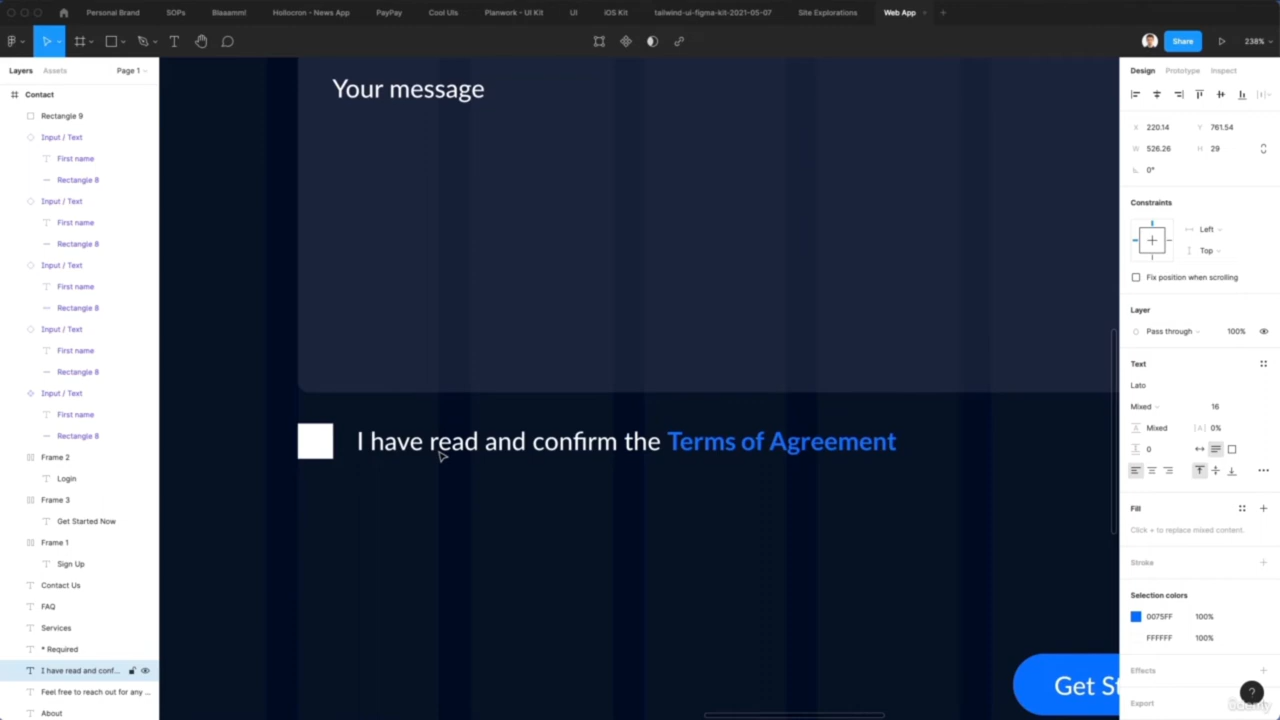 Personal Brand SOPs Blaaaml! Hollocron - News App PayPay Cool UIs Planwork - UI Kit UI iOS Kit tailwind-ui-figma-kit-2021-05-07 Site Explorations Web App
Share 238%
Layers Assets Page 1
Contact
Rectangle 9
Input / Text
First name
Rectangle 8
Input / Text
First name
Rectangle 8
Input / Text
First name
Rectangle 8
Input / Text
First name
Rectangle 8
Input / Text
First name
Rectangle 8
Frame 2
Login
Frame 3
Get Started Now
Frame 1
Sign Up
Contact Us
FAQ
Services
* Required
I have read and conf...
Feel free to reach out for any ...
About
Your message
I have read and confirm the Terms of Agreement
Get St
Design Prototype Inspect
X 220.14 Y 761.54
W 526.26 H 29
0°
Constraints
Left
Top
Fix position when scrolling
Layer
Pass through 100%
Text
Lato
Mixed 16
Mixed 0%
0
Fill
Click + to replace mixed content.
Stroke
Selection colors
0075FF 100%
FFFFFF 100%
Effects
Export
?
ûdemy